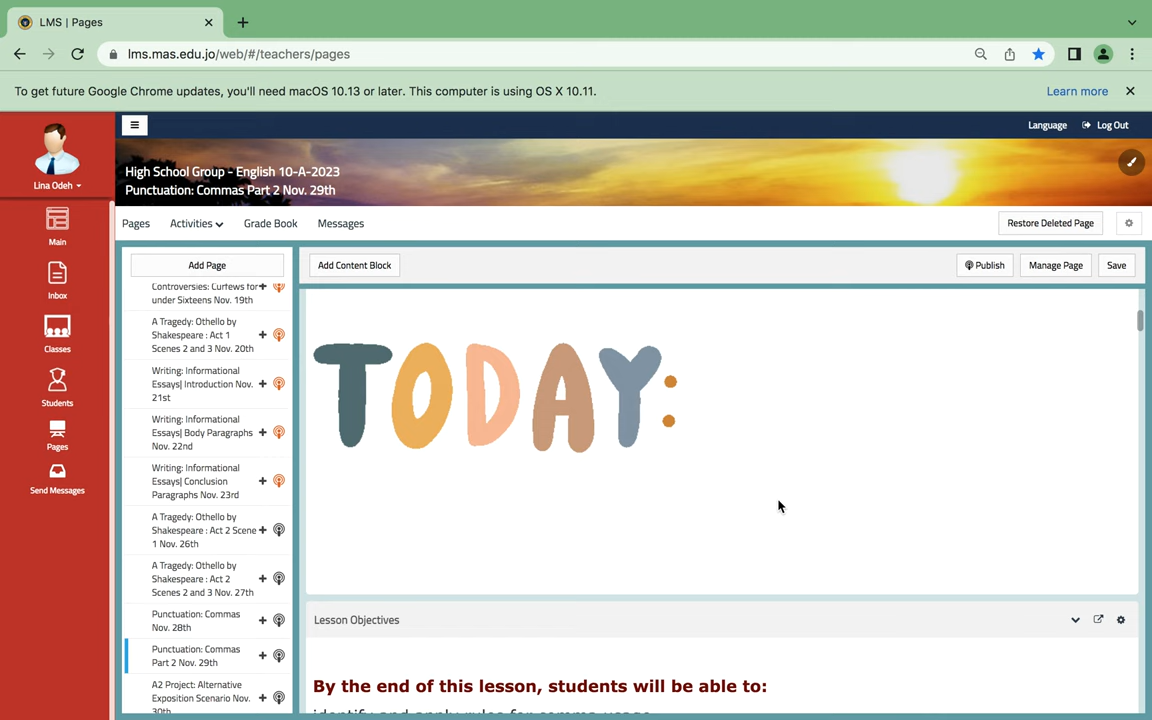 LMS | Pages
lms.mas.edu.jo/web/#/teachers/pages
To get future Google Chrome updates, you'll need macOS 10.13 or later. This computer is using OS X 10.11.
Learn more
Language
Log Out
Lina Odeh
High School Group - English 10-A-2023
Punctuation: Commas Part 2 Nov. 29th
Pages
Activities
Grade Book
Messages
Restore Deleted Page
Main
Inbox
Classes
Students
Pages
Send Messages
Add Page
Controversies: Curfews for
under Sixteens Nov. 19th
A Tragedy: Othello by
Shakespeare : Act 1
Scenes 2 and 3 Nov. 20th
Writing: Informational
Essays| Introduction Nov.
21st
Writing: Informational
Essays| Body Paragraphs
Nov. 22nd
Writing: Informational
Essays| Conclusion
Paragraphs Nov. 23rd
A Tragedy: Othello by
Shakespeare : Act 2 Scene
1 Nov. 26th
A Tragedy: Othello by
Shakespeare : Act 2
Scenes 2 and 3 Nov. 27th
Punctuation: Commas
Nov. 28th
Punctuation: Commas
Part 2 Nov. 29th
A2 Project: Alternative
Exposition Scenario Nov.
30th
Add Content Block
Publish
Manage Page
Save
TODAY:
Lesson Objectives
By the end of this lesson, students will be able to:
identify and apply rules for comma usage